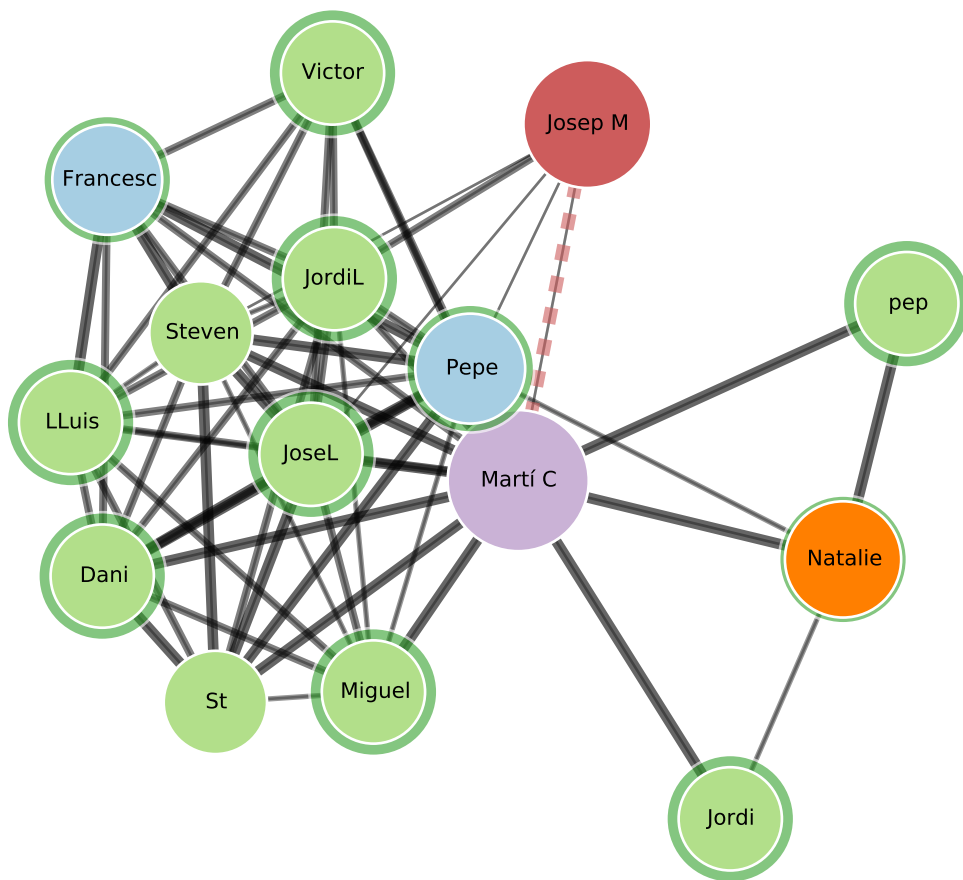 Victor
Josep M
Francesc
JordiL
pep
Steven
Pepe
LLuis
JoseL
Martí C
Natalie
Dani
Miguel
St
Jordi